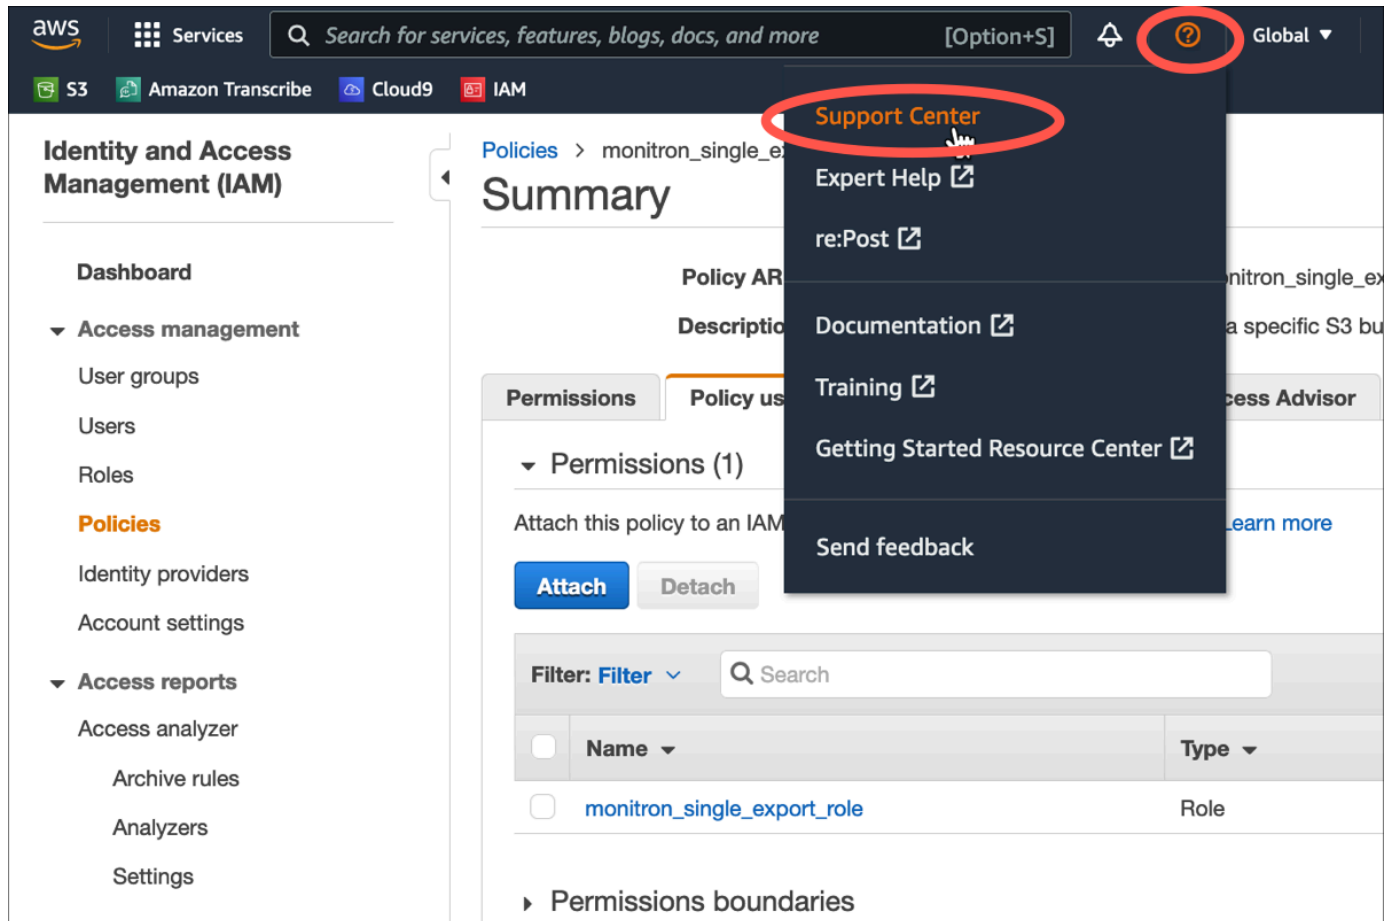 aws
Services
Search for services, features, blogs, docs, and more
[Option+S]
Global
S3
Amazon Transcribe
Cloud9
IAM
Identity and Access
Management (IAM)
Dashboard
Access management
User groups
Users
Roles
Policies
Identity providers
Account settings
Access reports
Access analyzer
Archive rules
Analyzers
Settings
Policies > monitron_single_e
Summary
Policy AR
onitron_single_ex
Descriptio
a specific S3 bu
Permissions
Policy us
cess Advisor
Permissions (1)
Attach this policy to an IAM
Learn more
Attach
Detach
Filter: Filter
Search
Name
Type
monitron_single_export_role
Role
Permissions boundaries
Support Center
Expert Help
re:Post
Documentation
Training
Getting Started Resource Center
Send feedback